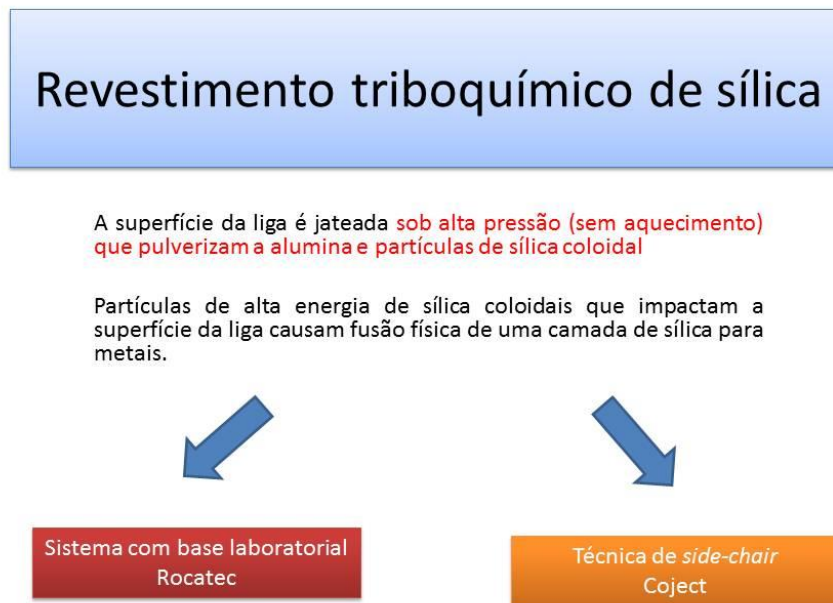 Revestimento triboquímico de sílica
A superfície da liga é jateada sob alta pressão (sem aquecimento)
que pulverizam a alumina e partículas de sílica coloidal
Partículas de alta energia de sílica coloidais que impactam a
superfície da liga causam fusão física de uma camada de sílica para
metais.
Sistema com base laboratorial
Rocatec
Técnica de side-chair
Coject